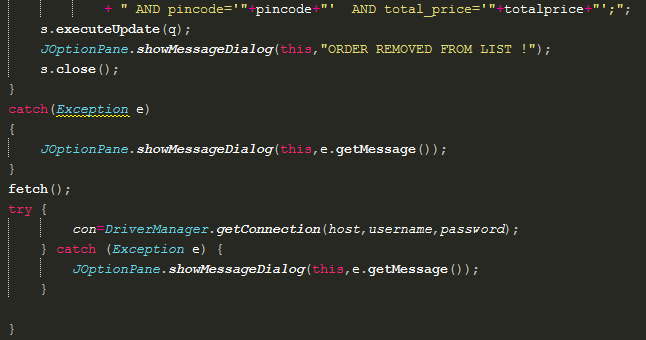 + " AND pincode='"+pincode+"'  AND total_price='"+totalprice+"';";
s.executeUpdate(q);
JOptionPane.showMessageDialog(this,"ORDER REMOVED FROM LIST !");
s.close();
}
catch(Exception e)
{
JOptionPane.showMessageDialog(this,e.getMessage());
}
fetch();
try {
con=DriverManager.getConnection(host,username,password);
} catch (Exception e) {
JOptionPane.showMessageDialog(this,e.getMessage());
}
}